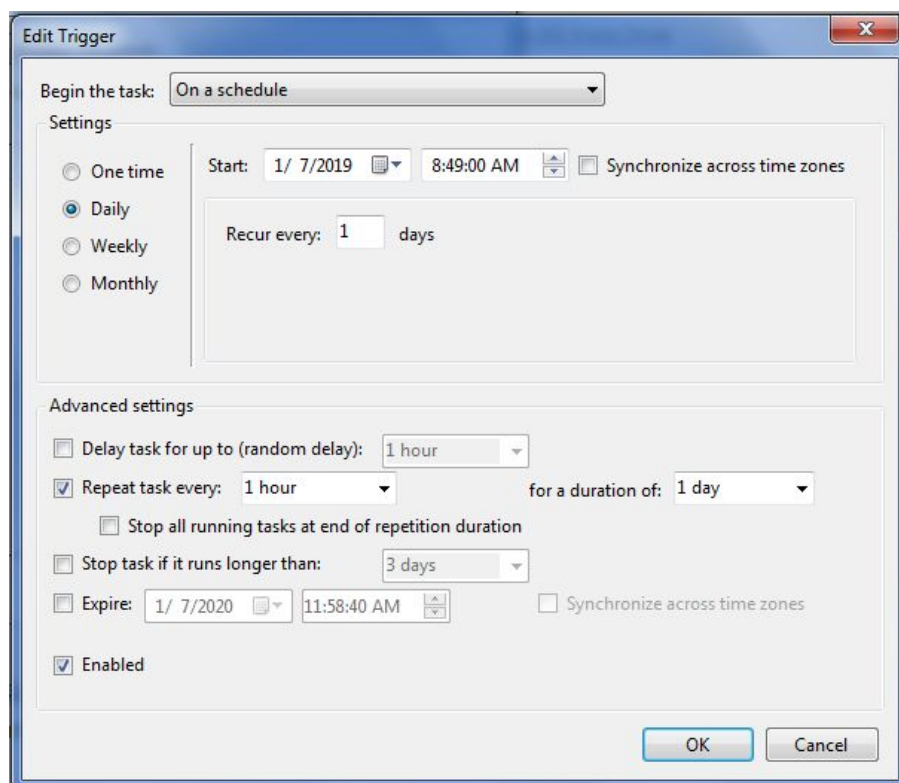 Edit Trigger
Begin the task: On a schedule
Settings
One time
Start: 1/ 7/2019 8:49:00 AM Synchronize across time zones
Daily
Recur every: 1 days
Weekly
Monthly
Advanced settings
Delay task for up to (random delay): 1 hour
Repeat task every: 1 hour for a duration of: 1 day
Stop all running tasks at end of repetition duration
Stop task if it runs longer than: 3 days
Expire: 1/ 7/2020 11:58:40 AM Synchronize across time zones
Enabled
OK Cancel